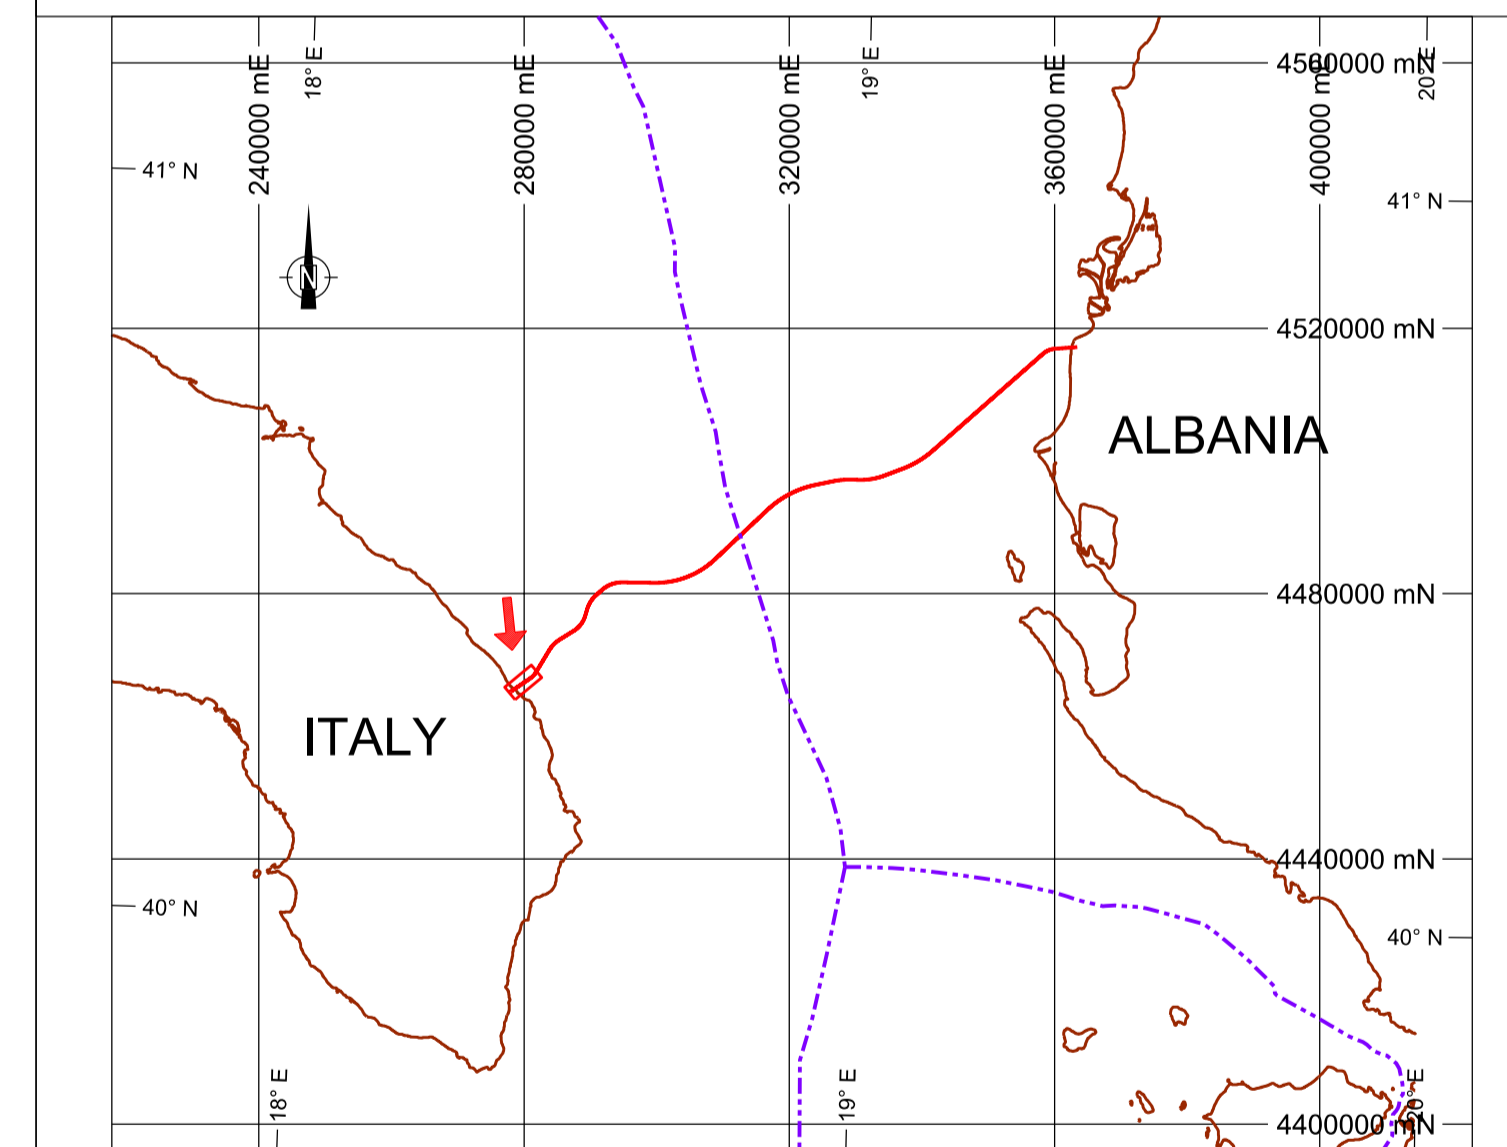 240000 mE
18° E
280000 mE
320000 mE
19° E
360000 mE
400000 mE
20° E
4560000 mN
41° N
41° N
N
4520000 mN
ALBANIA
4480000 mN
ITALY
4440000 mN
40° N
40° N
18° E
19° E
20° E
4400000 mN